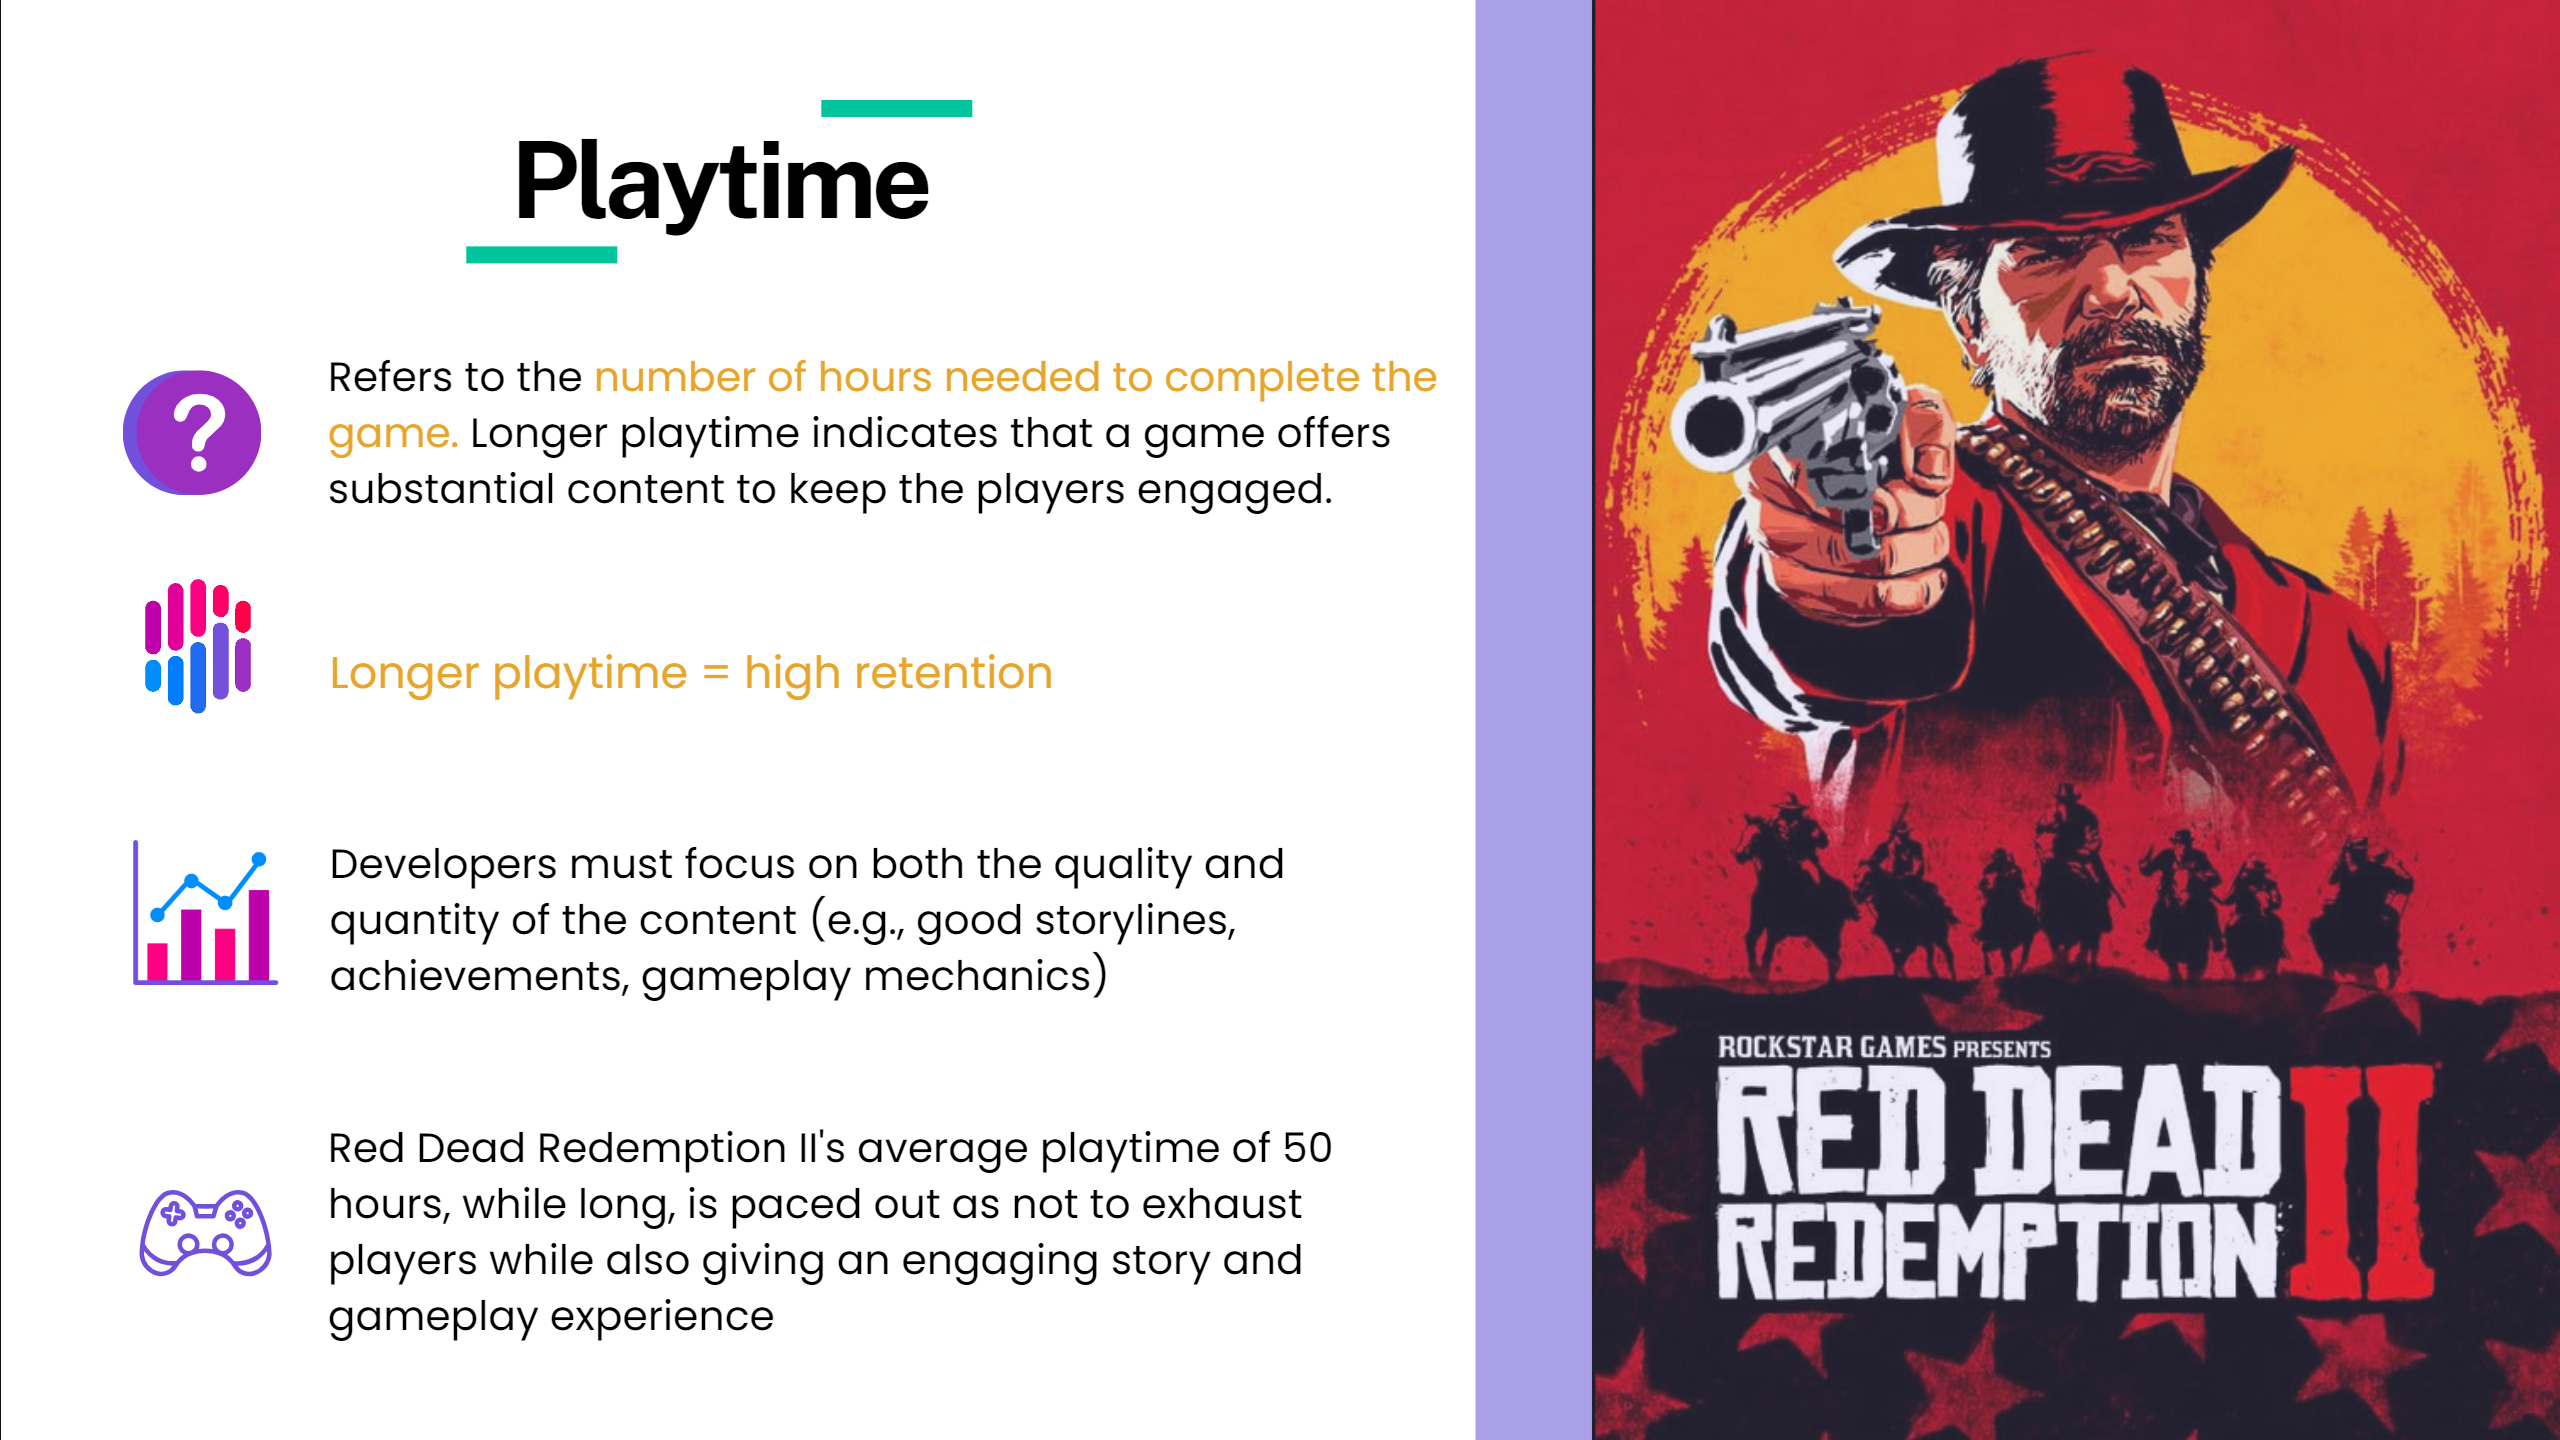 Playtime
Refers to the number of hours needed to complete the
game. Longer playtime indicates that a game offers
substantial content to keep the players engaged.
Longer playtime = high retention
Developers must focus on both the quality and
quantity of the content (e.g., good storylines,
achievements, gameplay mechanics)
Red Dead Redemption II's average playtime of 50
hours, while long, is paced out as not to exhaust
players while also giving an engaging story and
gameplay experience
ROCKSTAR GAMES PRESENTS
RED DEAD
REDEMPTION II